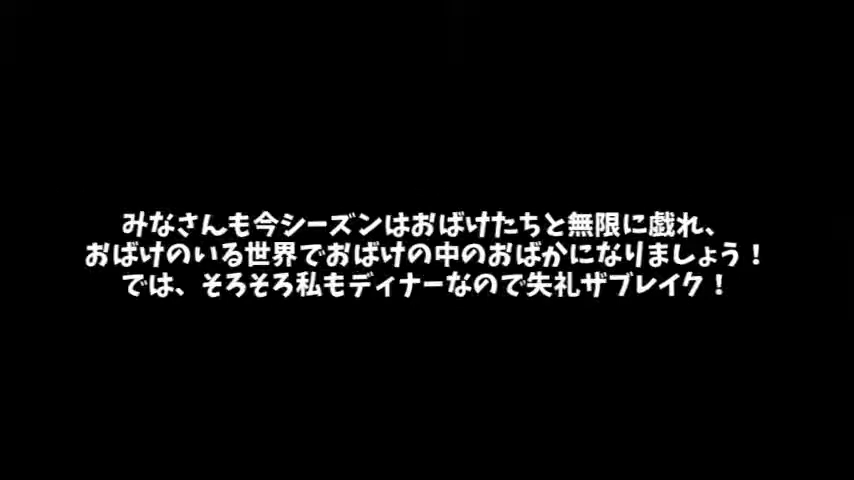 みなさんも今シーズンはおばけたちと無限に戯れ、
おばけのいる世界でおばけの中のおばかになりましょう！
では、そろそろ私もディナーなので失礼ザブレイク！